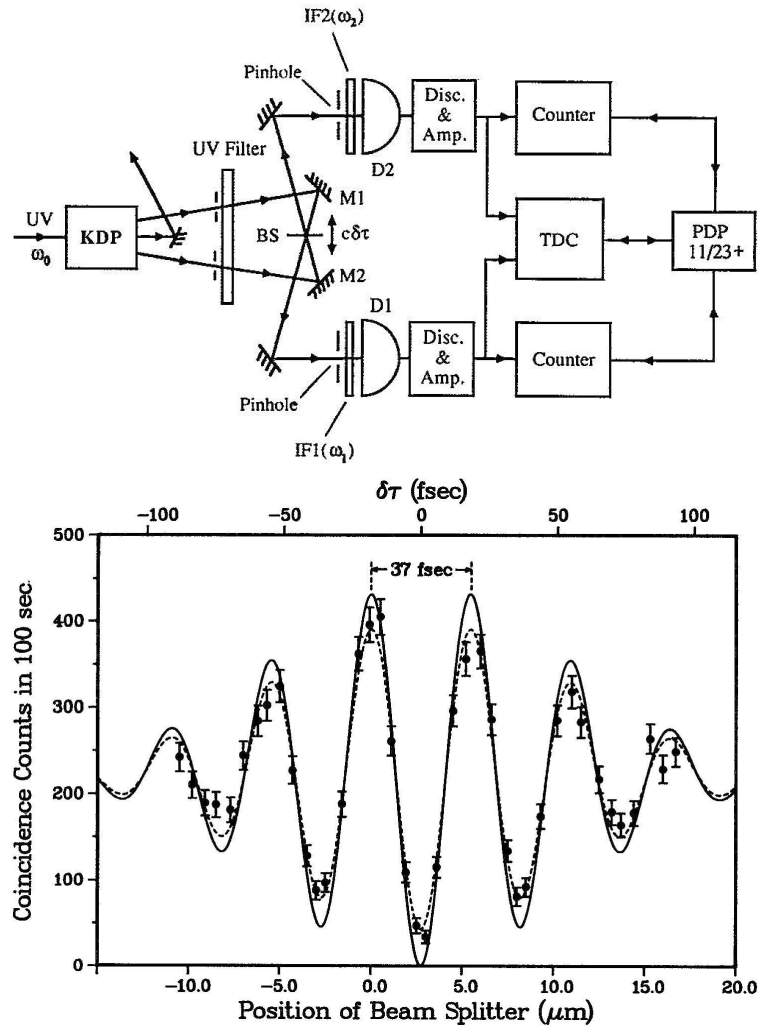 IF2(ω₂)
Pinhole
Disc.
&
Amp.
Counter
UV Filter
D2
M1
UV
ω₀
KDP
BS
cδτ
TDC
PDP
11/23+
M2
D1
Disc.
&
Amp.
Counter
Pinhole
IF1(ω₁)
δτ (fsec)
−100 −50 0 50 100
500
400
300
200
100
0
37 fsec
Coincidence Counts in 100 sec.
−10.0 −5.0 0.0 5.0 10.0 15.0 20.0
Position of Beam Splitter (μm)